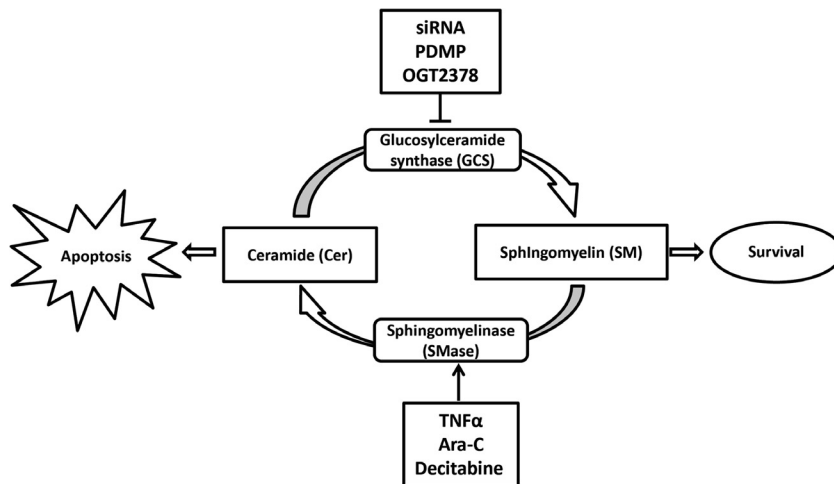 siRNA
PDMP
OGT2378
Glucosylceramide
synthase (GCS)
Apoptosis
Ceramide (Cer)
SphIngomyelin (SM)
Survival
Sphingomyelinase
(SMase)
TNFα
Ara-C
Decitabine